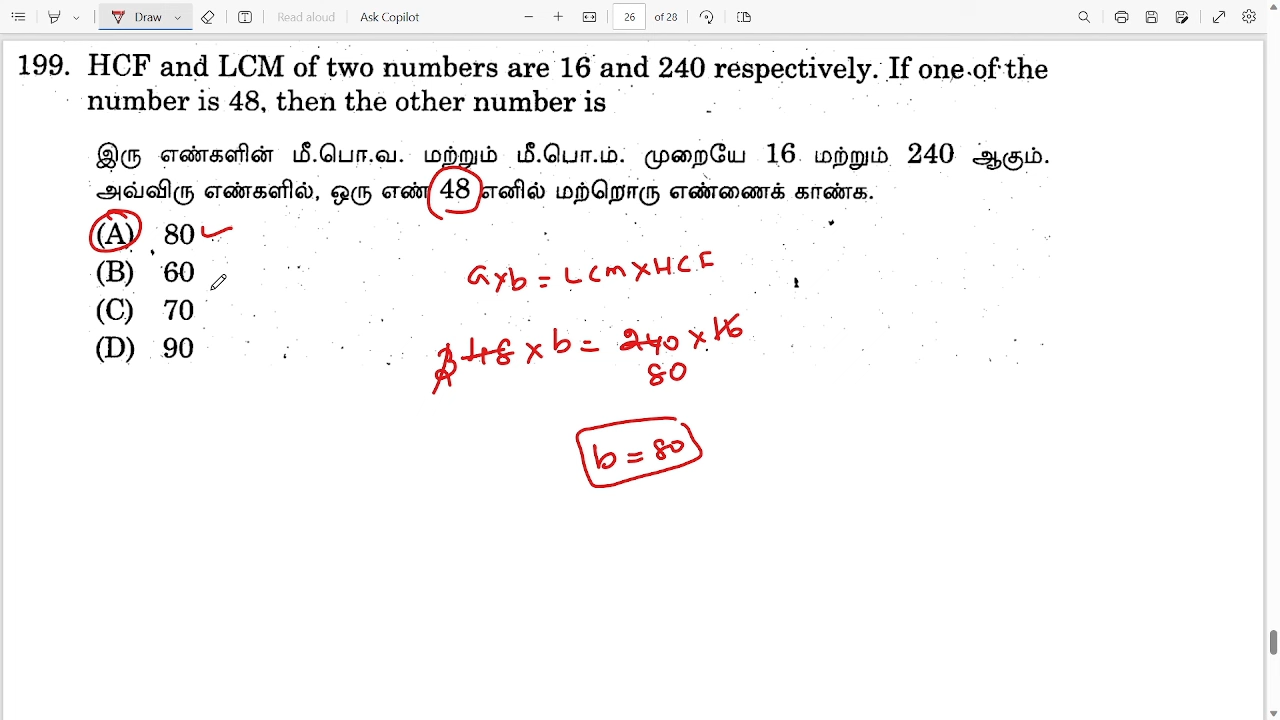 Draw
Read aloud
Ask Copilot
26
of 28
199. HCF and LCM of two numbers are 16 and 240 respectively. If one of the
number is 48, then the other number is
இரு எண்களின் மீ.பொ.வ. மற்றும் மீ.பொ.ம். முறையே 16 மற்றும் 240 ஆகும்.
அவ்விரு எண்களில், ஒரு எண் 48 எனில் மற்றொரு எண்ணைக் காண்க.
(A) 80
(B) 60
(C) 70
(D) 90
a×b = LCM×HCF
3 48 × b = 240 × 16
80
b = 80